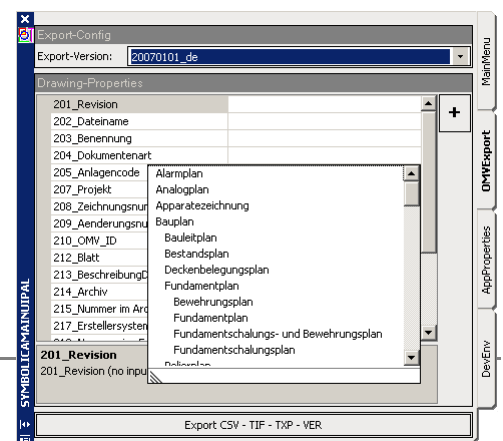 Export-Config
Export-Version: 20070101_de
Drawing-Properties
201_Revision
202_Dateiname
203_Benennung
204_Dokumentenart
205_Anlagencode
207_Projekt
208_Zeichnungsnur
209_Aenderungsnu
210_OMV_ID
212_Blatt
213_BeschreibungD
214_Archiv
215_Nummer im Arc
217_Erstellersystem
Alarmplan
Analogplan
Apparatezeichnung
Bauplan
Bauleitplan
Bestandsplan
Deckenbelegungsplan
Fundamentplan
Bewehrungsplan
Fundamentplan
Fundamentschalungs- und Bewehrungsplan
Fundamentschalungsplan
Polierplan
+
201_Revision
201_Revision (no inpu
Export CSV - TIF - TXP - VER
MainMenu
OMVExport
AppProperties
DevEnv
SYMBOLICAMAINUIPAL